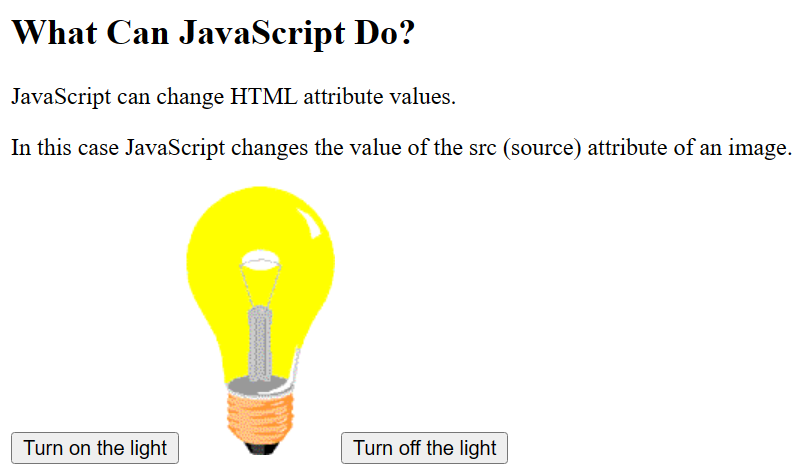 What Can JavaScript Do?
JavaScript can change HTML attribute values.
In this case JavaScript changes the value of the src (source) attribute of an image.
Turn on the light
Turn off the light